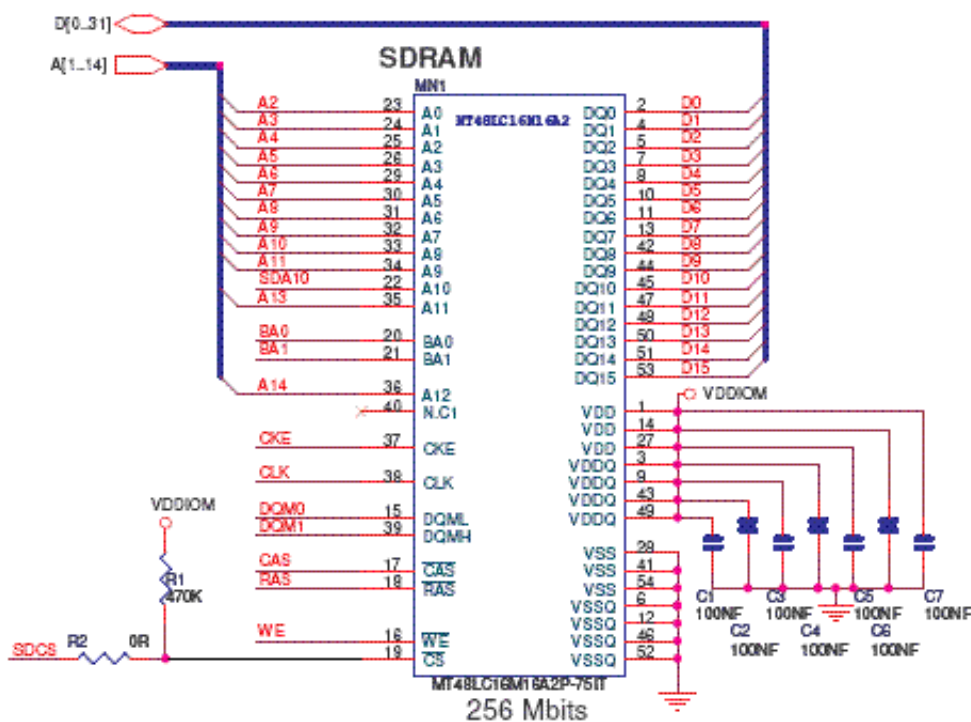 D[0..31]
A[1..14]
SDRAM
MN1
MT48LC16M16A2
A2 23 A0 DQ0 2 D0
A3 24 A1 DQ1 4 D1
A4 25 A2 DQ2 5 D2
A5 26 A3 DQ3 7 D3
A6 29 A4 DQ4 8 D4
A7 30 A5 DQ5 10 D5
A8 31 A6 DQ6 11 D6
A9 32 A7 DQ7 13 D7
A10 33 A8 DQ8 42 D8
A11 34 A9 DQ9 44 D9
SDA10 22 A10 DQ10 45 D10
A13 35 A11 DQ11 47 D11
DQ12 48 D12
BA0 20 BA0 DQ13 50 D13
BA1 21 BA1 DQ14 51 D14
DQ15 53 D15
A14 36 A12
VDDIOM
40 N.C1 VDD 1
VDD 14
CKE 37 CKE VDD 27
VDDQ 3
CLK 38 CLK VDDQ 9
VDDQ 43
DQM0 15 DQML VDDQ 49
DQM1 39 DQMH
VDDIOM
VSS 28
CAS 17 CAS VSS 41
RAS 18 RAS VSS 54
VSSQ 6
VSSQ 12
WE 16 WE VSSQ 46
19 CS VSSQ 52
R1
470K
SDCS R2 0R
C1 C3 C5 C7
100NF 100NF 100NF 100NF
C2 C4 C6
100NF 100NF 100NF
MT48LC16M16A2P-75IT
256 Mbits